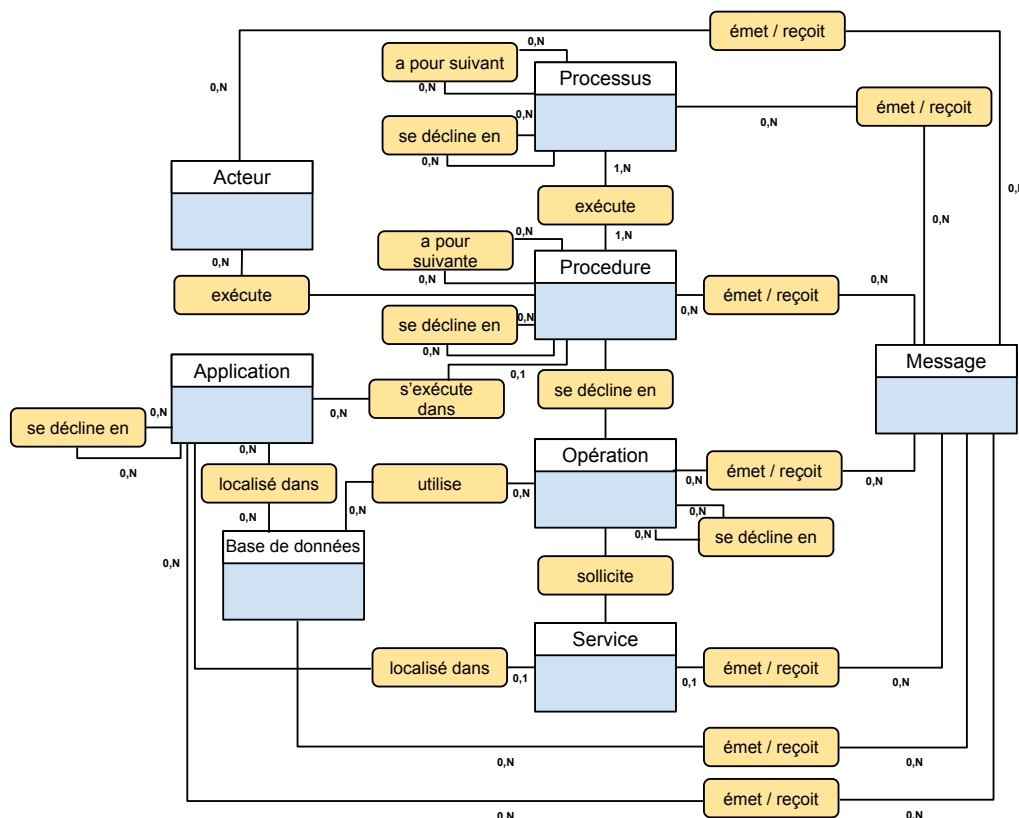 émet / reçoit
0,N
a pour suivant
0,N
0,N
Processus
émet / reçoit
0,N
0,N
se décline en
0,N
0,N
Acteur
1,N
0,N
0,N
exécute
0,N
a pour
suivante
0,N
1,N
Procedure
0,N
0,N
exécute
émet / reçoit
0,N
0,N
se décline en
0,N
0,N
Application
0,1
Message
s'exécute
dans
0,N
se décline en
se décline en
0,N
0,N
0,N
Opération
localisé dans
utilise
0,N
émet / reçoit
0,N
0,N
0,N
0,N
0,N
0,N
se décline en
Base de données
0,N
sollicite
Service
localisé dans
0,1
émet / reçoit
0,1
0,N
émet / reçoit
0,N
0,N
émet / reçoit
0,N
0,N